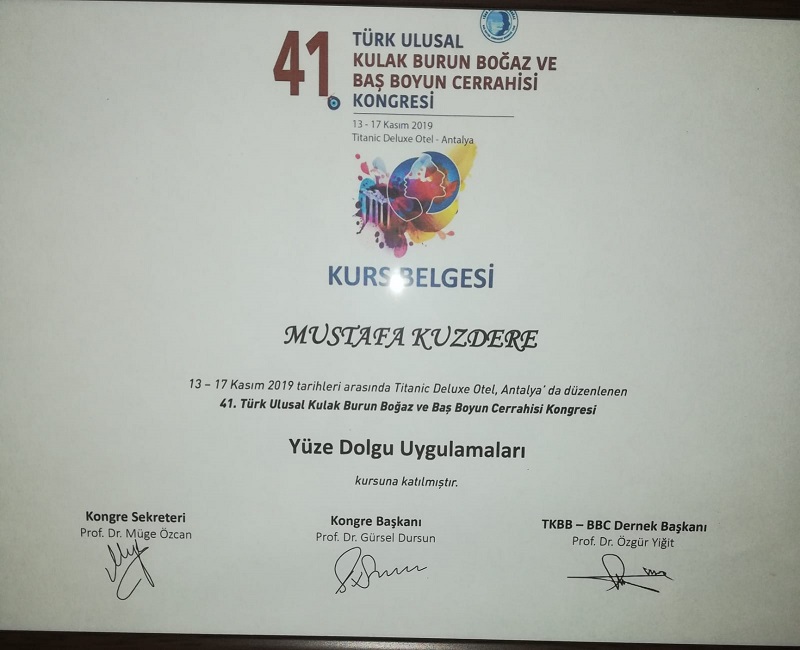 41.
TÜRK ULUSAL
KULAK BURUN BOĞAZ VE
BAŞ BOYUN CERRAHİSİ
KONGRESİ
13 - 17 Kasım 2019
Titanic Deluxe Otel - Antalya
KURS BELGESİ
MUSTAFA KUZDERE
13 – 17 Kasım 2019 tarihleri arasında Titanic Deluxe Otel, Antalya' da düzenlenen
41. Türk Ulusal Kulak Burun Boğaz ve Baş Boyun Cerrahisi Kongresi
Yüze Dolgu Uygulamaları
kursuna katılmıştır.
Kongre Sekreteri
Prof. Dr. Müge Özcan
Kongre Başkanı
Prof. Dr. Gürsel Dursun
TKBB – BBC Dernek Başkanı
Prof. Dr. Özgür Yiğit